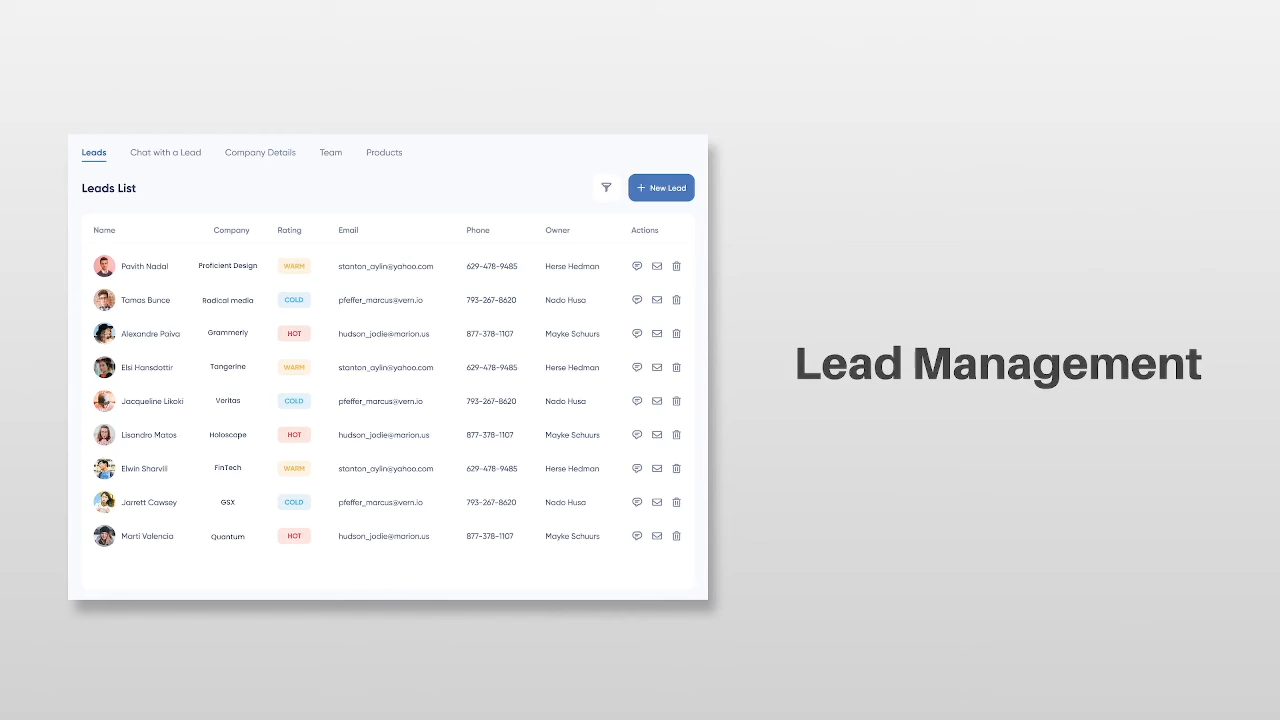 Leads Chat with a Lead Company Details Team Products
Leads List
+ New Lead
Name Company Rating Email Phone Owner Actions
Pavith Nadal Proficient Design WARM stanton_aylin@yahoo.com 629-478-9485 Herse Hedman
Tomas Bunce Radical media COLD pfeffer_marcus@vern.io 793-267-8620 Nado Husa
Alexandre Paiva Grammerly HOT hudson_jodie@marion.us 877-378-1107 Mayke Schuurs
Elsi Hansdottir Tangerine WARM stanton_aylin@yahoo.com 629-478-9485 Herse Hedman
Jacqueline Likoki Veritas COLD pfeffer_marcus@vern.io 793-267-8620 Nado Husa
Lisandro Matos Holoscope HOT hudson_jodie@marion.us 877-378-1107 Mayke Schuurs
Elwin Sharvill FinTech WARM stanton_aylin@yahoo.com 629-478-9485 Herse Hedman
Jarrett Cawsey GSX COLD pfeffer_marcus@vern.io 793-267-8620 Nado Husa
Marti Valencia Quantum HOT hudson_jodie@marion.us 877-378-1107 Mayke Schuurs
Lead Management